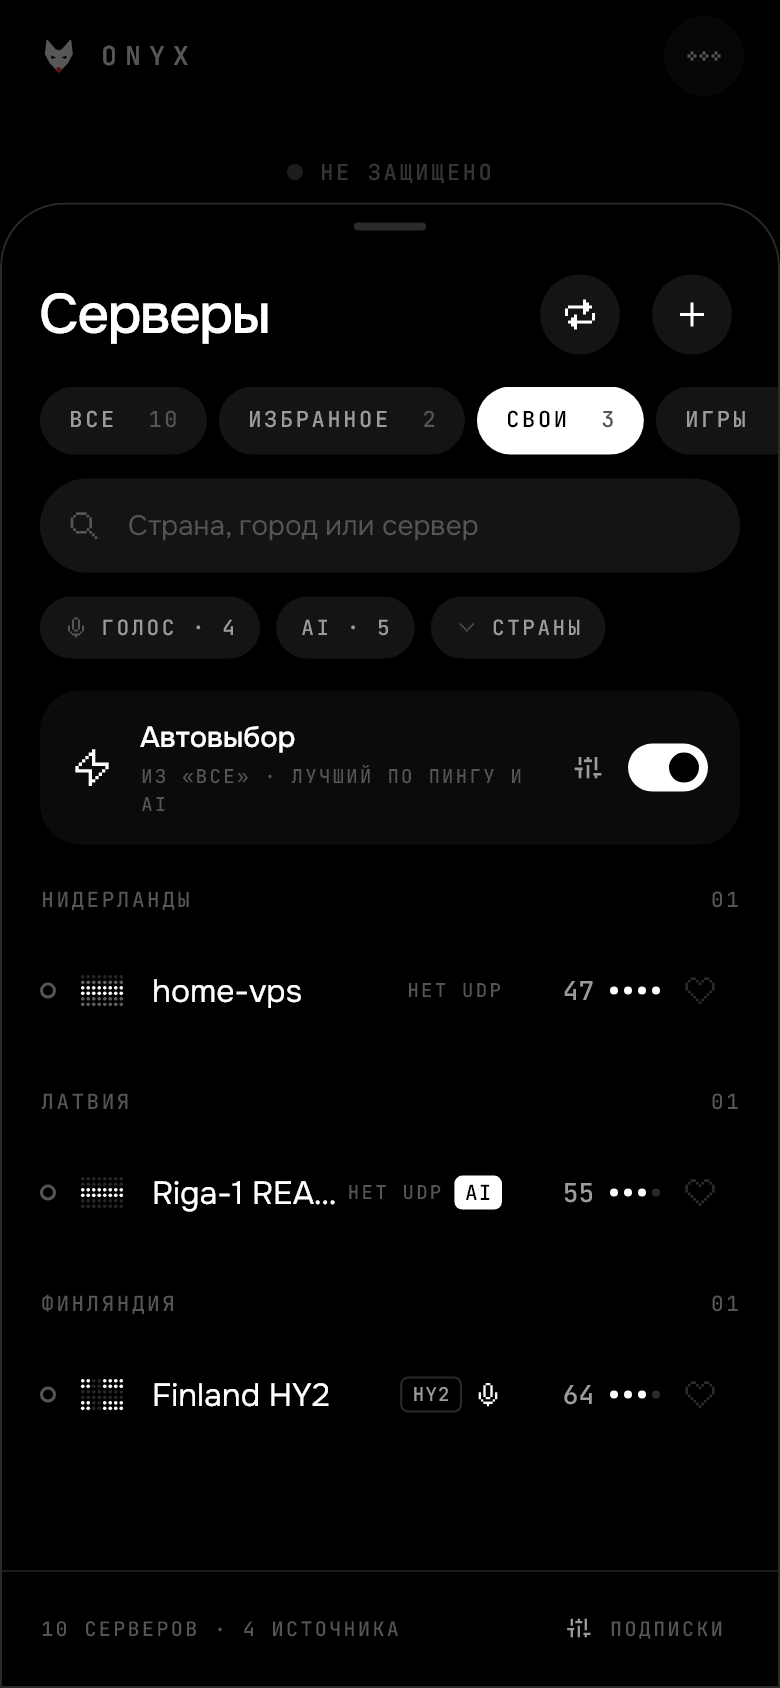 ONYX
НЕ ЗАЩИЩЕНО
Серверы
ВСЕ 10 ИЗБРАННОЕ 2 СВОИ 3 ИГРЫ
Страна, город или сервер
ГОЛОС · 4 AI · 5 СТРАНЫ
Автовыбор
ИЗ «ВСЕ» · ЛУЧШИЙ ПО ПИНГУ И
AI
НИДЕРЛАНДЫ 01
home-vps НЕТ UDP 47
ЛАТВИЯ 01
Riga-1 REA... НЕТ UDP AI 55
ФИНЛЯНДИЯ 01
Finland HY2 HY2 64
10 СЕРВЕРОВ · 4 ИСТОЧНИКА ПОДПИСКИ